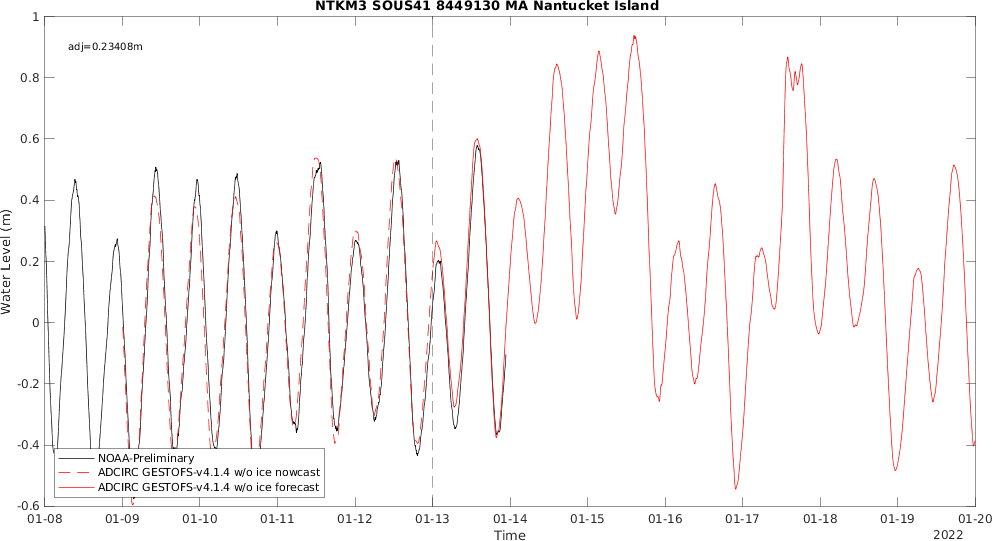 NTKM3 SOUS41 8449130 MA Nantucket Island
adj=0.23408m
Water Level (m)
1
0.8
0.6
0.4
0.2
0
-0.2
-0.4
-0.6
NOAA-Preliminary
ADCIRC GESTOFS-v4.1.4 w/o ice nowcast
ADCIRC GESTOFS-v4.1.4 w/o ice forecast
01-08 01-09 01-10 01-11 01-12 01-13 01-14 01-15 01-16 01-17 01-18 01-19 01-20
Time
2022